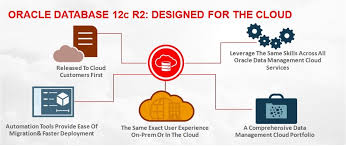 ORACLE DATABASE 12c R2: DESIGNED FOR THE CLOUD
Released To Cloud
Customers First
Leverage The Same Skills Across All
Oracle Data Management Cloud
Services
Automation Tools Provide Ease Of
Migration& Faster Deployment
The Same Exact User Experience
On-Prem Or In The Cloud
A Comprehensive Data
Management Cloud Portfolio